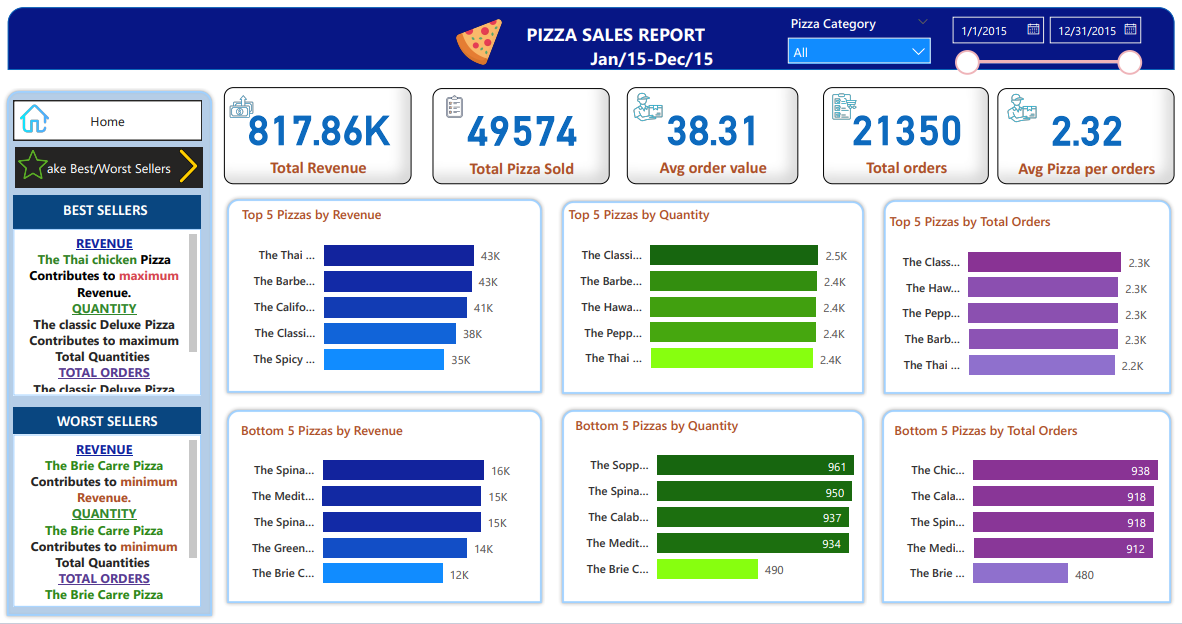 PIZZA SALES REPORT
Jan/15-Dec/15
Pizza Category
All
1/1/2015
12/31/2015
Home
ake Best/Worst Sellers
BEST SELLERS
REVENUE
The Thai chicken Pizza
Contributes to maximum
Revenue.
QUANTITY
The classic Deluxe Pizza
Contributes to maximum
Total Quantities
TOTAL ORDERS
The classic Deluxe Pizza
WORST SELLERS
REVENUE
The Brie Carre Pizza
Contributes to minimum
Revenue.
QUANTITY
The Brie Carre Pizza
Contributes to minimum
Total Quantities
TOTAL ORDERS
The Brie Carre Pizza
817.86K
Total Revenue
49574
Total Pizza Sold
38.31
Avg order value
21350
Total orders
2.32
Avg Pizza per orders
Top 5 Pizzas by Revenue
The Thai ... 43K
The Barbe... 43K
The Califo... 41K
The Classi... 38K
The Spicy ... 35K
Top 5 Pizzas by Quantity
The Classi... 2.5K
The Barbe... 2.4K
The Hawa... 2.4K
The Pepp... 2.4K
The Thai ... 2.4K
Top 5 Pizzas by Total Orders
The Class... 2.3K
The Haw... 2.3K
The Pepp... 2.3K
The Barb... 2.3K
The Thai ... 2.2K
Bottom 5 Pizzas by Revenue
The Spina... 16K
The Medit... 15K
The Spina... 15K
The Green... 14K
The Brie C... 12K
Bottom 5 Pizzas by Quantity
The Sopp... 961
The Spina... 950
The Calab... 937
The Medit... 934
The Brie C... 490
Bottom 5 Pizzas by Total Orders
The Chic... 938
The Cala... 918
The Spin... 918
The Medi... 912
The Brie ... 480